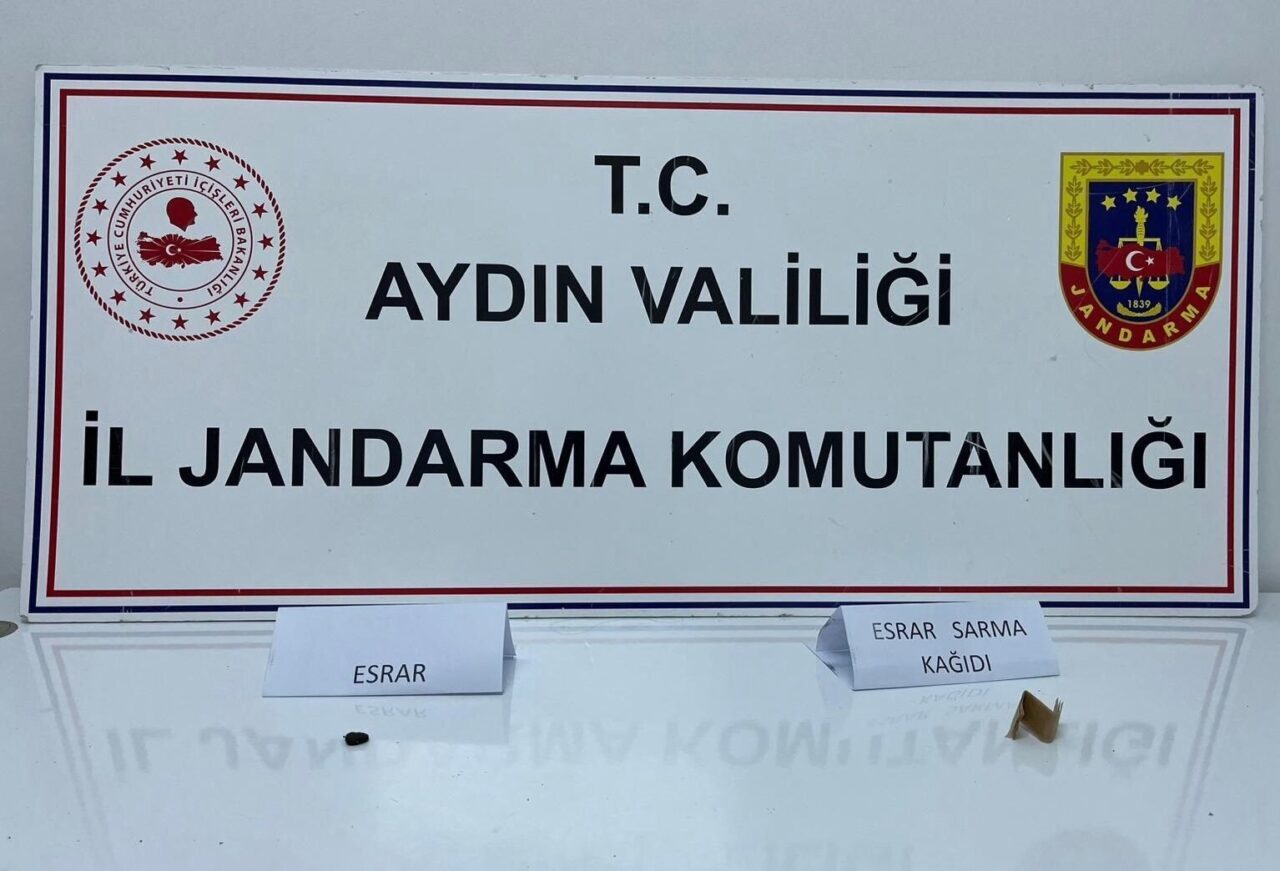 T.C.
AYDIN VALİLİĞİ
İL JANDARMA KOMUTANLIĞI
TÜRKİYE CUMHURİYETİ İÇİŞLERİ BAKANLIĞI
1839
JANDARMA
ESRAR
ESRAR SARMA
KAĞIDI